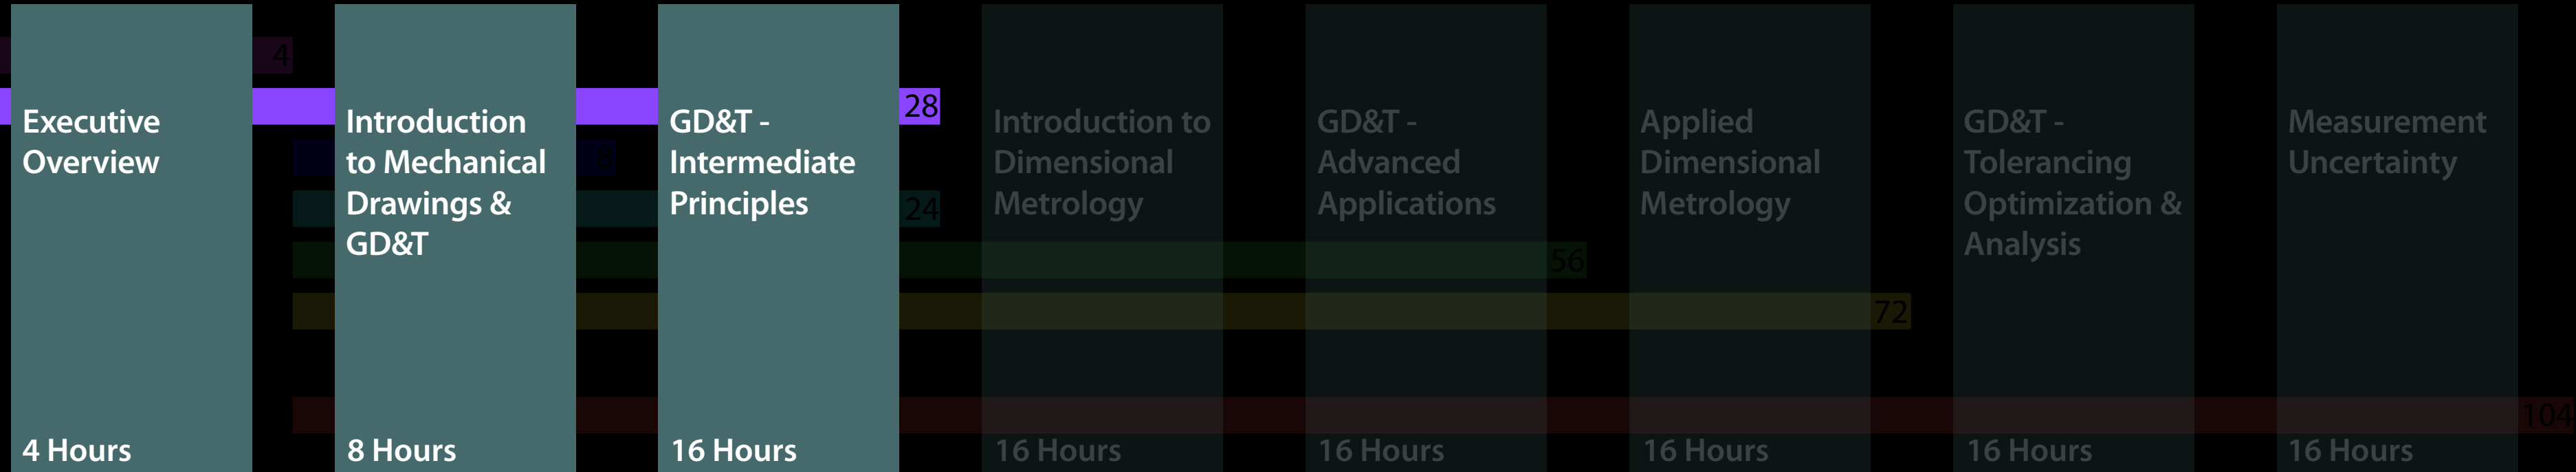 4
28
8
24
56
72
104
Executive
Overview
4 Hours
Introduction
to Mechanical
Drawings &
GD&T
8 Hours
GD&T -
Intermediate
Principles
16 Hours
Introduction to
Dimensional
Metrology
16 Hours
GD&T -
Advanced
Applications
16 Hours
Applied
Dimensional
Metrology
16 Hours
GD&T -
Tolerancing
Optimization &
Analysis
16 Hours
Measurement
Uncertainty
16 Hours